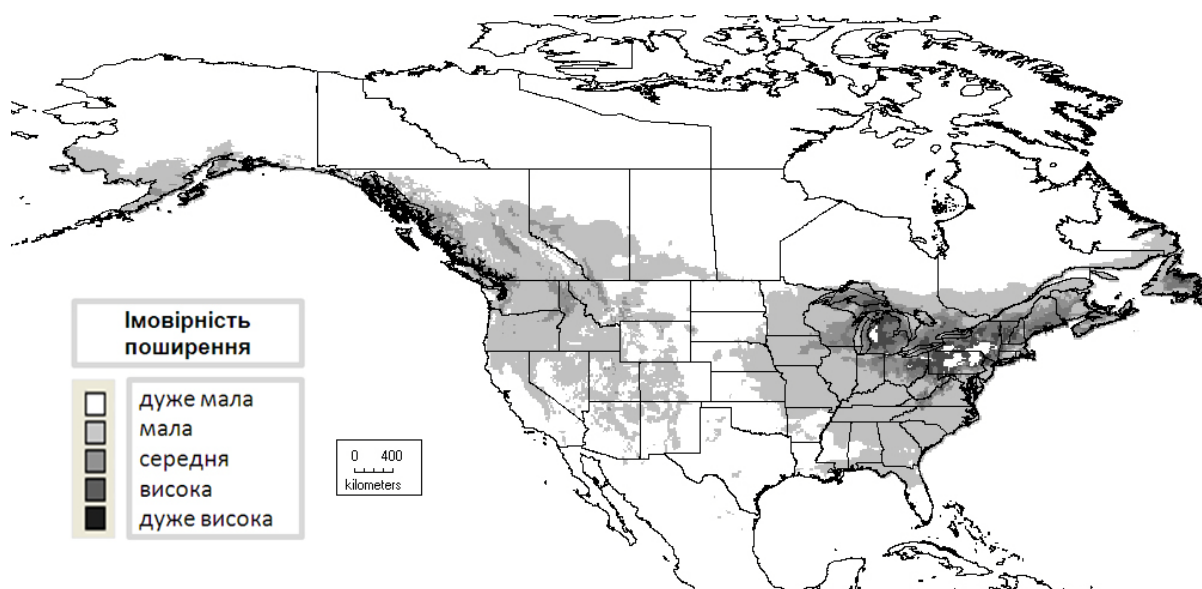 Імовірність
поширення
дуже мала
мала
середня
висока
дуже висока
0 400
kilometers